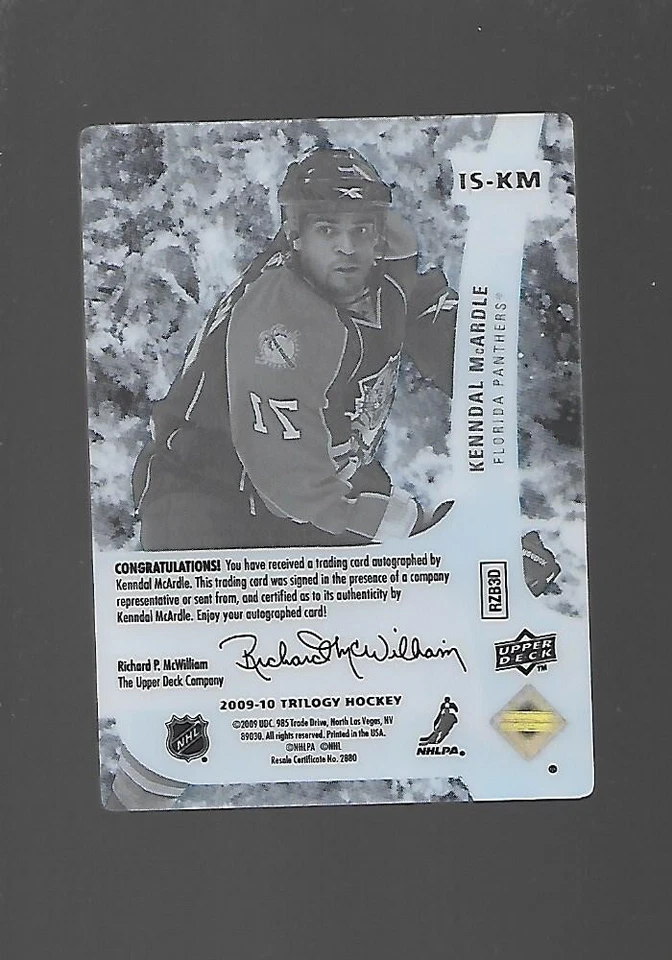 IS-KM
KENNDAL McARDLE
FLORIDA PANTHERS®
17
CONGRATULATIONS! You have received a trading card autographed by
Kenndal McArdle. This trading card was signed in the presence of a company
representative or sent from, and certified as to its authenticity by
Kenndal McArdle. Enjoy your autographed card!
RZB3D
Richard P. McWilliam
Richard P. McWilliam
The Upper Deck Company
UPPER
DECK
TM
2009-10 TRILOGY HOCKEY
©2009 UDC. 985 Trade Drive, North Las Vegas, NV
89030. All rights reserved. Printed in the USA.
©NHLPA ©NHL
Resale Certificate No. 2880
NHL
NHLPA®